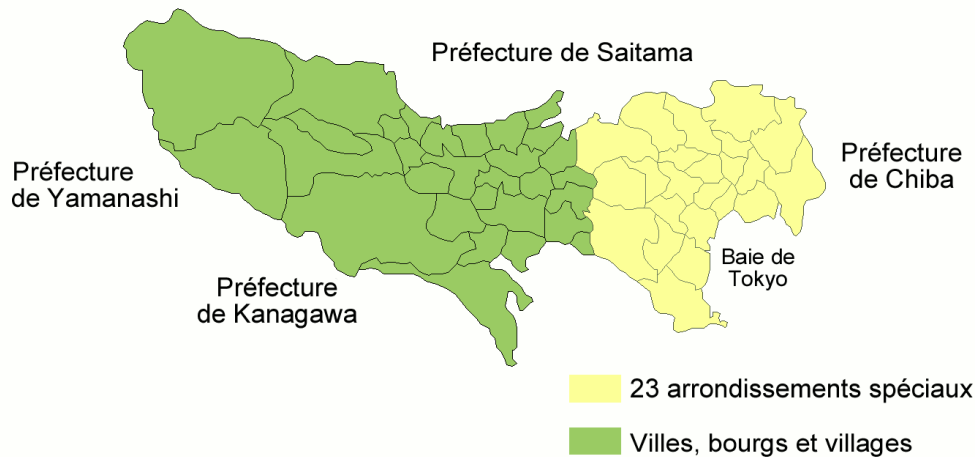 Préfecture de Saitama
Préfecture
de Yamanashi
Préfecture
de Chiba
Baie de
Tokyo
Préfecture
de Kanagawa
23 arrondissements spéciaux
Villes, bourgs et villages